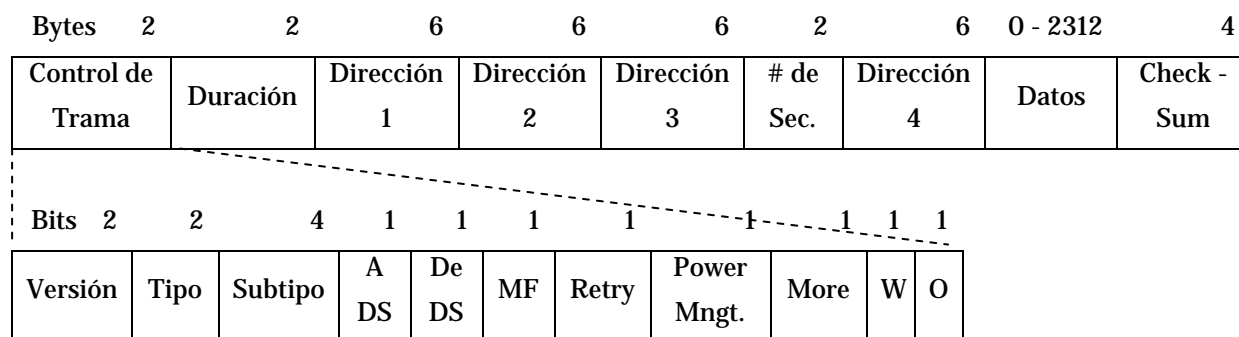 Bytes 2 2 6 6 6 2 6 0 - 2312 4
Control de Trama Duración Dirección 1 Dirección 2 Dirección 3 # de Sec. Dirección 4 Datos Check - Sum
Bits 2 2 4 1 1 1 1 1 1 1 1
Versión Tipo Subtipo A DS De DS MF Retry Power Mngt. More W O